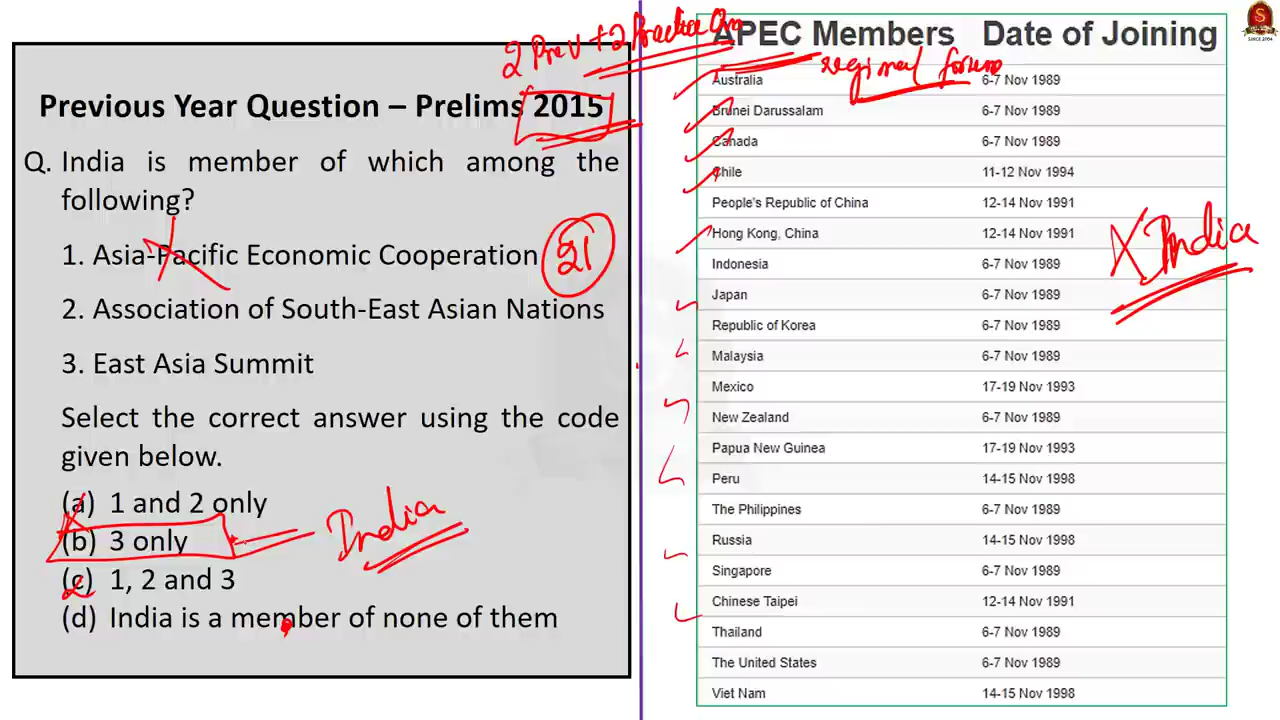 2 Prev + 2 Practice Qn
Previous Year Question – Prelims 2015
Q. India is member of which among the
following?
1. Asia-Pacific Economic Cooperation
21
2. Association of South-East Asian Nations
3. East Asia Summit
Select the correct answer using the code
given below.
(a) 1 and 2 only
(b) 3 only
India
(c) 1, 2 and 3
(d) India is a member of none of them
APEC Members Date of Joining
regional forum
Australia 6-7 Nov 1989
Brunei Darussalam 6-7 Nov 1989
Canada 6-7 Nov 1989
Chile 11-12 Nov 1994
People's Republic of China 12-14 Nov 1991
Hong Kong, China 12-14 Nov 1991
X India
Indonesia 6-7 Nov 1989
Japan 6-7 Nov 1989
Republic of Korea 6-7 Nov 1989
Malaysia 6-7 Nov 1989
Mexico 17-19 Nov 1993
New Zealand 6-7 Nov 1989
Papua New Guinea 17-19 Nov 1993
Peru 14-15 Nov 1998
The Philippines 6-7 Nov 1989
Russia 14-15 Nov 1998
Singapore 6-7 Nov 1989
Chinese Taipei 12-14 Nov 1991
Thailand 6-7 Nov 1989
The United States 6-7 Nov 1989
Viet Nam 14-15 Nov 1998
S
SINCE 2004